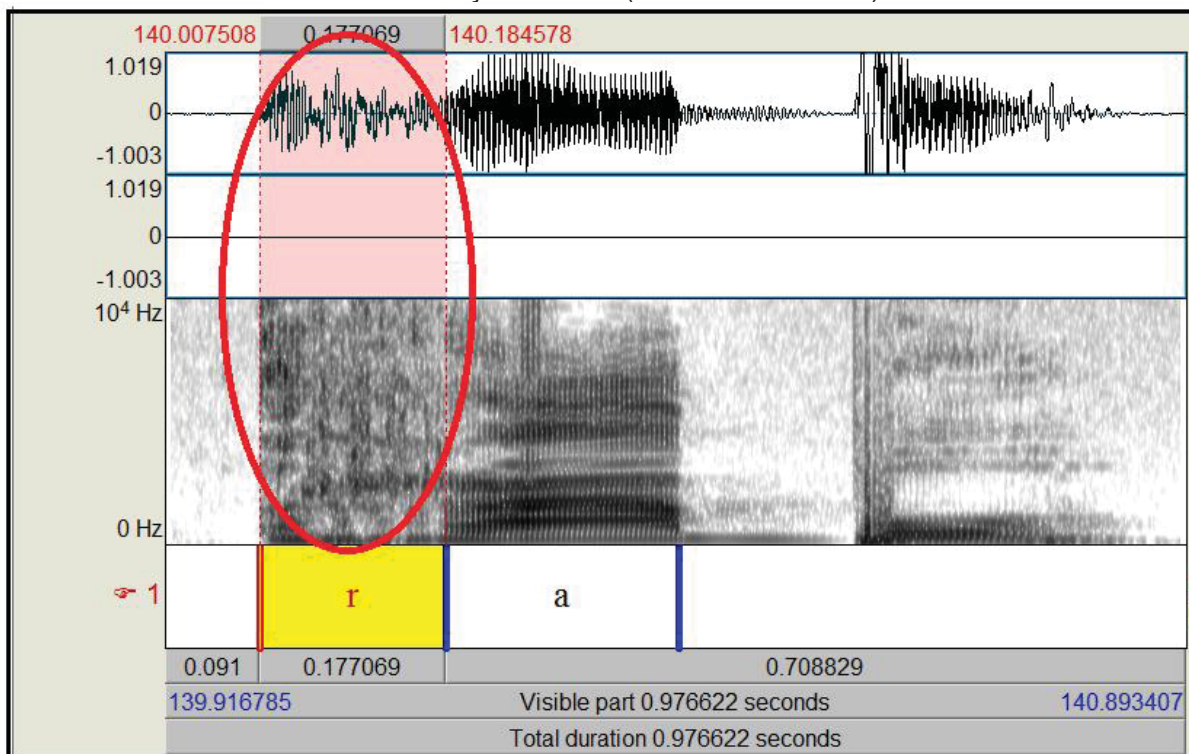 140.007508 0.177069 140.184578
1.019
0
-1.003
1.019
0
-1.003
10⁴ Hz
0 Hz
☞ 1 r a
0.091 0.177069 0.708829
139.916785 Visible part 0.976622 seconds 140.893407
Total duration 0.976622 seconds